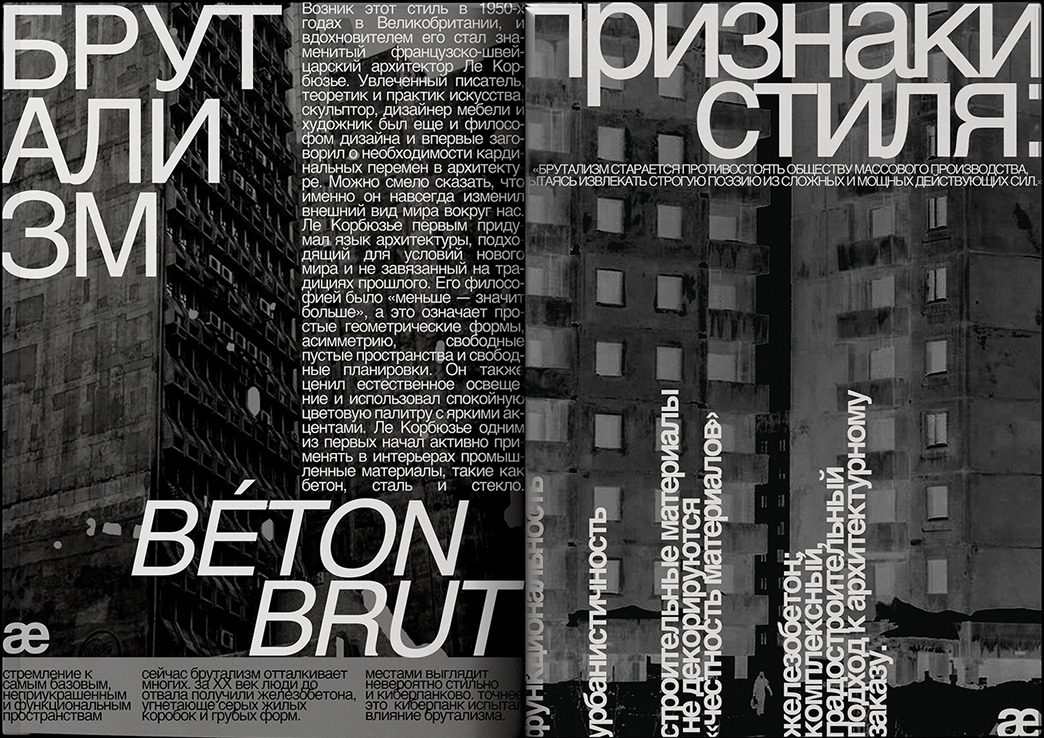 БРУТ
АЛИ
ЗМ
Возник этот стиль в 1950-х
годах в Великобритании, и
вдохновителем его стал зна-
менитый французско-швей-
царский архитектор Ле Кор-
бюзье. Увлеченный писатель,
теоретик и практик искусства,
скульптор, дизайнер мебели и
художник был еще и филосо-
фом дизайна и впервые заго-
ворил о необходимости карди-
нальных перемен в архитекту
ре. Можно смело сказать, что
именно он навсегда изменил
внешний вид мира вокруг нас.
Ле Корбюзье первым приду-
мал язык архитектуры, подхо
дящий для условий нового
мира и не завязанный на тра-
дициях прошлого. Его филосо-
фией было «меньше — значит
больше», а это означает про-
стые геометрические формы,
асимметрию, свободные
пустые пространства и свобод-
ные планировки. Он также
ценил естественное освеще-
ние и использовал спокойную
цветовую палитру с яркими ак-
центами. Ле Корбюзье одним
из первых начал активно при-
менять в интерьерах промыш-
ленные материалы, такие как
бетон, сталь и стекло.
BÉTON
BRUT
æ
стремление к
самым базовым,
неприукрашенным
и функциональным
пространствам
сейчас брутализм отталкивает
многих. за XX век люди до
отвала получили железобетона,
угнетающе серых жилых
коробок и грубых форм.
местами выглядит
невероятно стильно
и киберпанково. точнее
это киберпанк испытал
влияние брутализма.
признаки
стиля:
«БРУТАЛИЗМ СТАРАЕТСЯ ПРОТИВОСТОЯТЬ ОБЩЕСТВУ МАССОВОГО ПРОИЗВОДСТВА,
ЫТАЯСЬ ИЗВЛЕКАТЬ СТРОГУЮ ПОЭЗИЮ ИЗ СЛОЖНЫХ И МОЩНЫХ ДЕЙСТВУЮЩИХ СИЛ.»
функциональность
урбанистичность
строительные материалы
не декорируются
«честность материалов»
железобетон;
комплексный,
градостроительный
подход к архитектурному
заказу.
æ